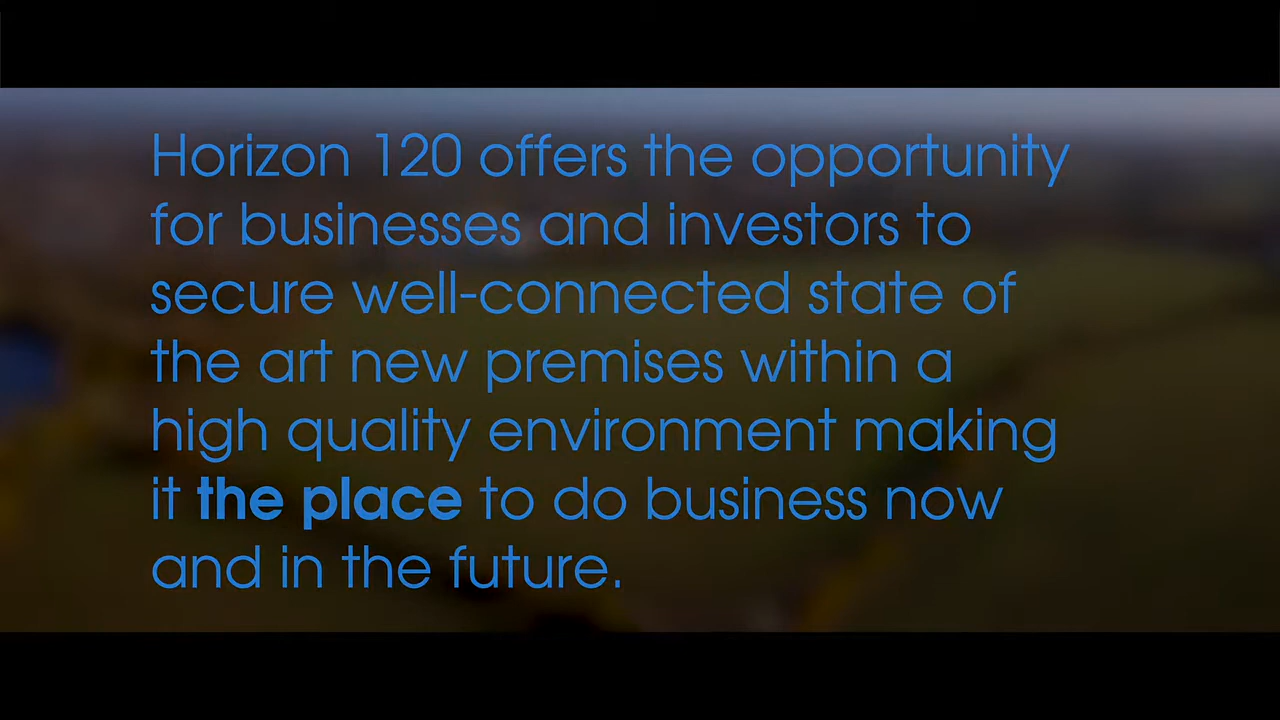 Horizon 120 offers the opportunity
for businesses and investors to
secure well-connected state of
the art new premises within a
high quality environment making
it the place to do business now
and in the future.